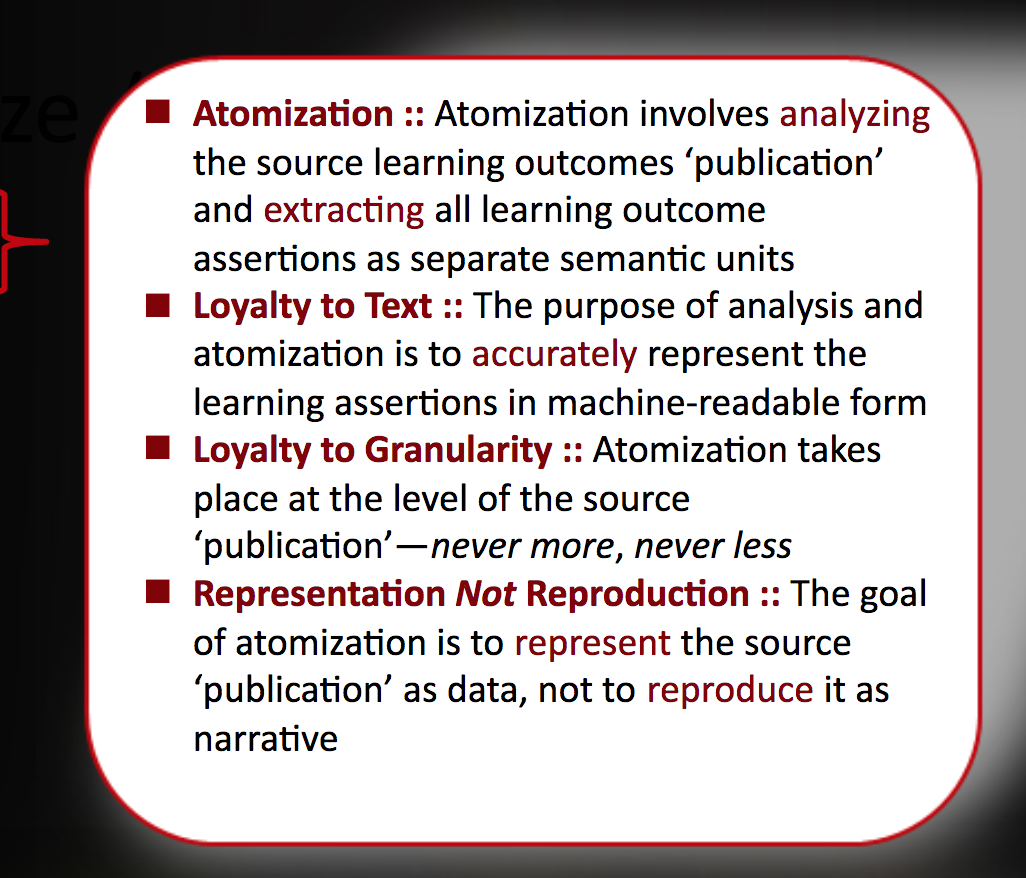 ze
■ Atomization :: Atomization involves analyzing
the source learning outcomes ‘publication’
and extracting all learning outcome
assertions as separate semantic units
■ Loyalty to Text :: The purpose of analysis and
atomization is to accurately represent the
learning assertions in machine-readable form
■ Loyalty to Granularity :: Atomization takes
place at the level of the source
‘publication’—never more, never less
■ Representation Not Reproduction :: The goal
of atomization is to represent the source
‘publication’ as data, not to reproduce it as
narrative